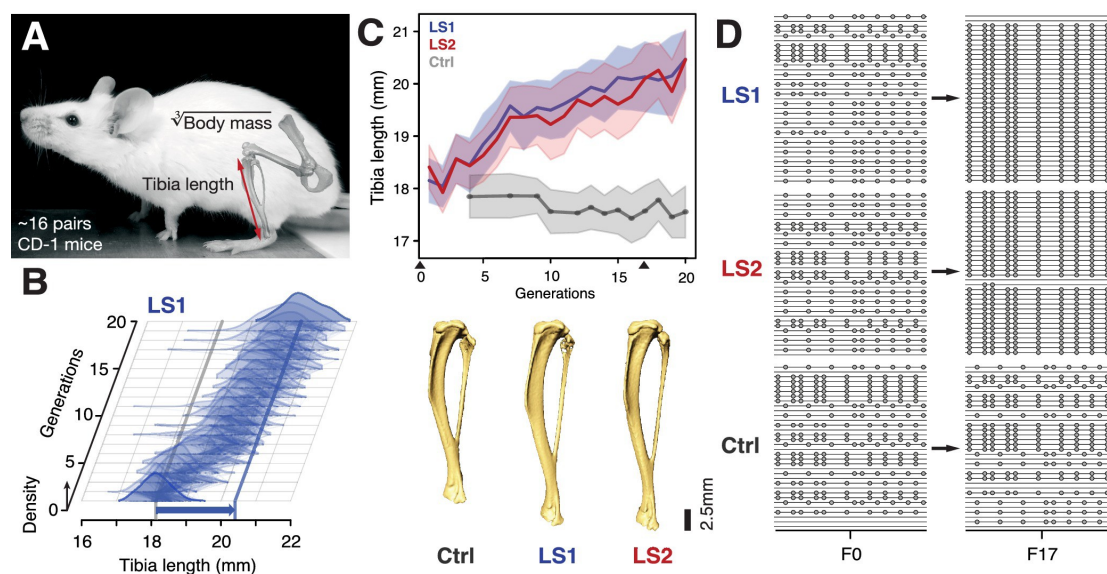 A
∛Body mass
Tibia length
~16 pairs
CD-1 mice
B
LS1
20
15
10
5
0
Generations
Density
16 18 20 22
Tibia length (mm)
C
LS1
LS2
Ctrl
21
20
19
18
17
Tibia length (mm)
0 5 10 15 20
Generations
2.5mm
Ctrl LS1 LS2
D
LS1
LS2
Ctrl
F0 F17